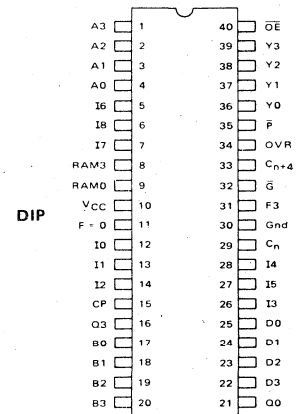 A3 1 40 O̅E̅
A2 2 39 Y3
A1 3 38 Y2
A0 4 37 Y1
I6 5 36 Y0
I8 6 35 P̅
I7 7 34 OVR
RAM3 8 33 Cn+4
RAM0 9 32 G̅
DIP
VCC 10 31 F3
F = 0 11 30 Gnd
I0 12 29 Cn
I1 13 28 I4
I2 14 27 I5
CP 15 26 I3
Q3 16 25 D0
B0 17 24 D1
B1 18 23 D2
B2 19 22 D3
B3 20 21 Q0